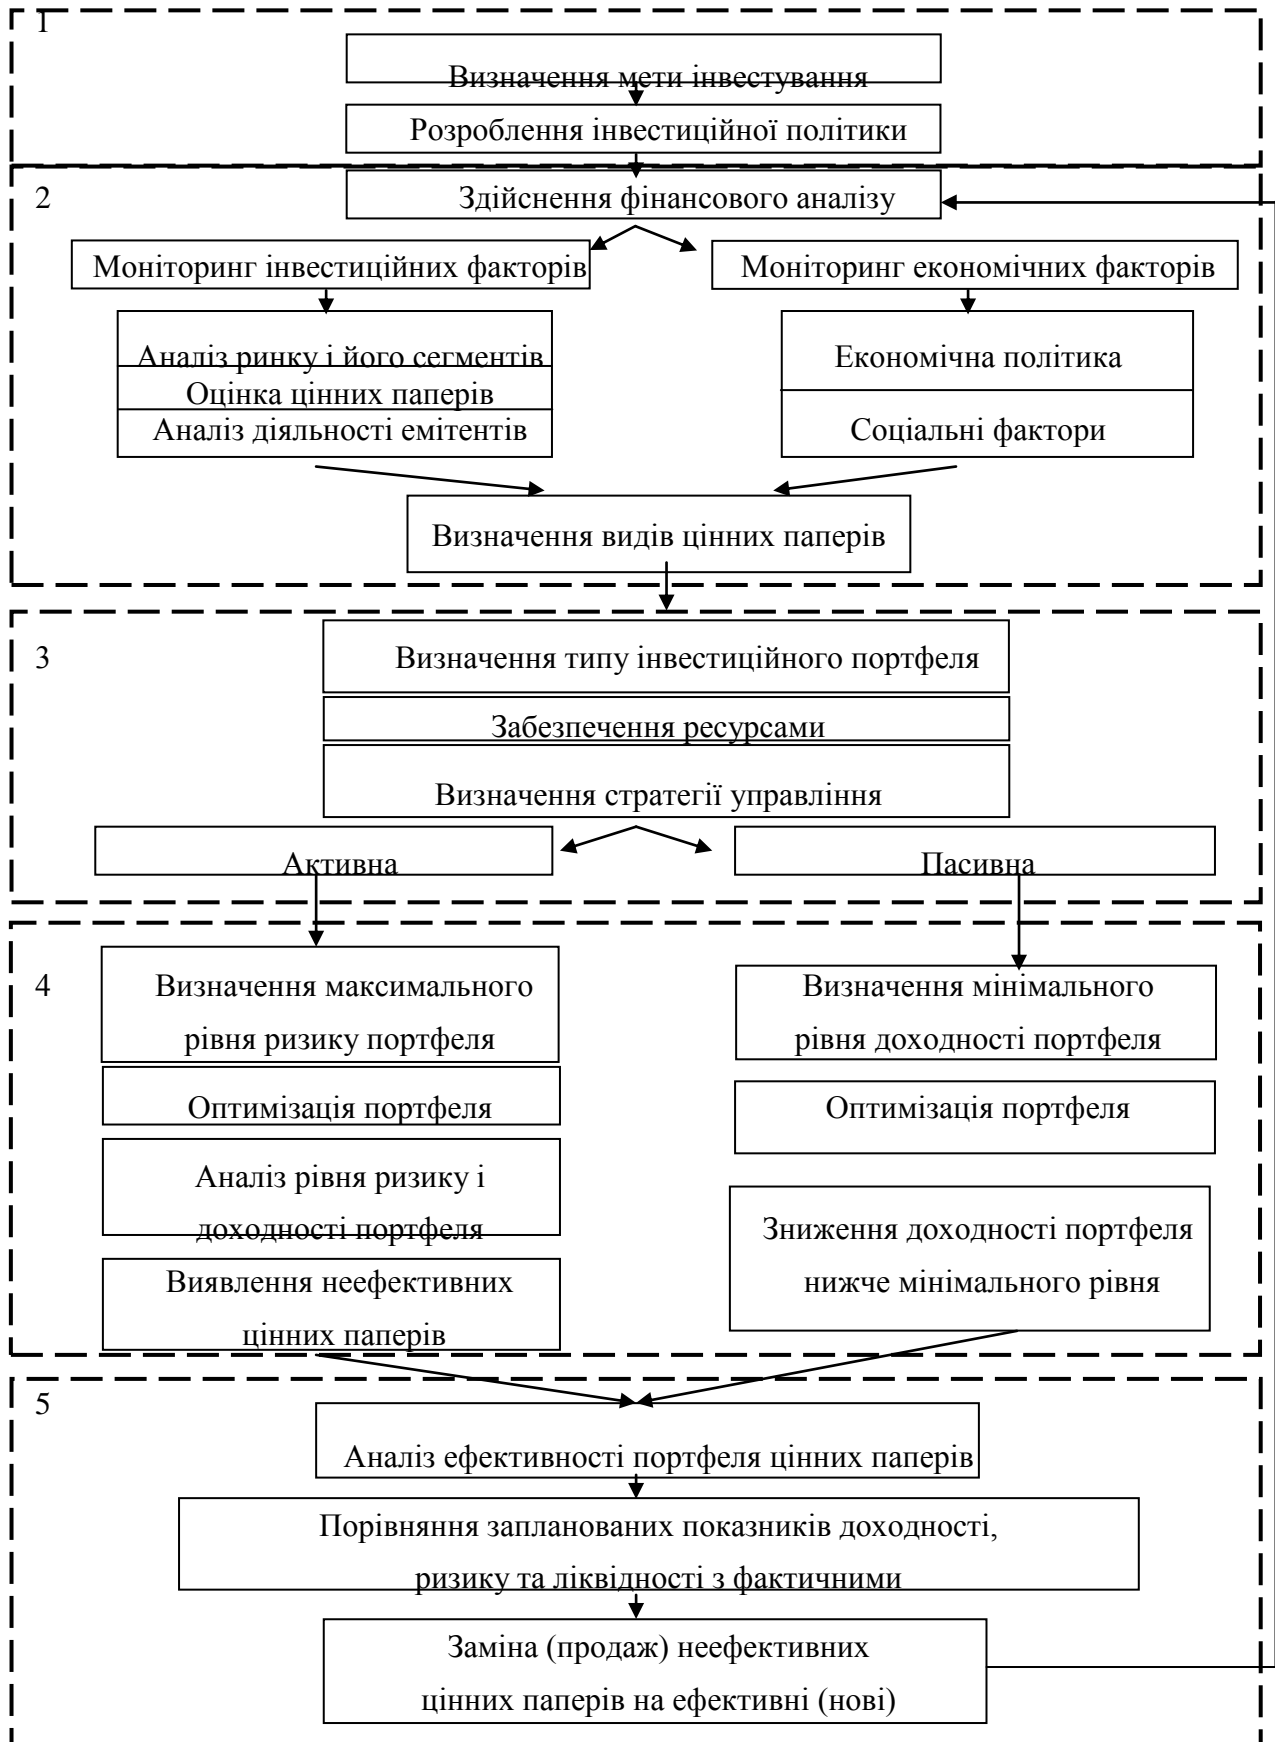 1
Визначення мети інвестування
Розроблення інвестиційної політики
2
Здійснення фінансового аналізу
Моніторинг інвестиційних факторів
Моніторинг економічних факторів
Аналіз ринку і його сегментів
Оцінка цінних паперів
Аналіз діяльності емітентів
Економічна політика
Соціальні фактори
Визначення видів цінних паперів
3
Визначення типу інвестиційного портфеля
Забезпечення ресурсами
Визначення стратегії управління
Активна
Пасивна
4
Визначення максимального
рівня ризику портфеля
Оптимізація портфеля
Аналіз рівня ризику і
доходності портфеля
Виявлення неефективних
цінних паперів
Визначення мінімального
рівня доходності портфеля
Оптимізація портфеля
Зниження доходності портфеля
нижче мінімального рівня
5
Аналіз ефективності портфеля цінних паперів
Порівняння запланованих показників доходності,
ризику та ліквідності з фактичними
Заміна (продаж) неефективних
цінних паперів на ефективні (нові)